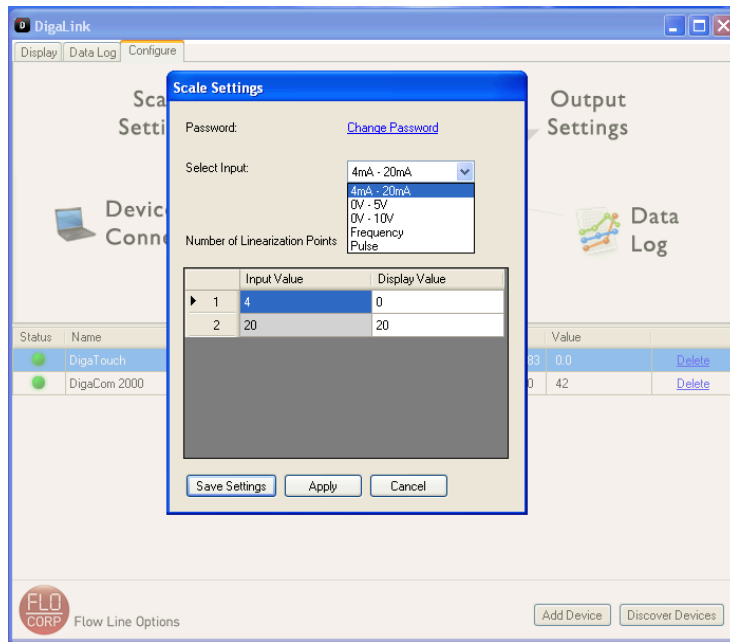 DigaLink
Display Data Log Configure
Scale Settings
Password: Change Password
Select Input: 4mA - 20mA
4mA - 20mA
0V - 5V
0V - 10V
Frequency
Pulse
Number of Linearization Points
Input Value Display Value
1 4 0
2 20 20
Save Settings Apply Cancel
Sca
Setti
Output
Settings
Devic
Conne
Data
Log
Status Name Value
DigaTouch 83 0.0 Delete
DigaCom 2000 0 42 Delete
FLO
CORP
Flow Line Options
Add Device Discover Devices